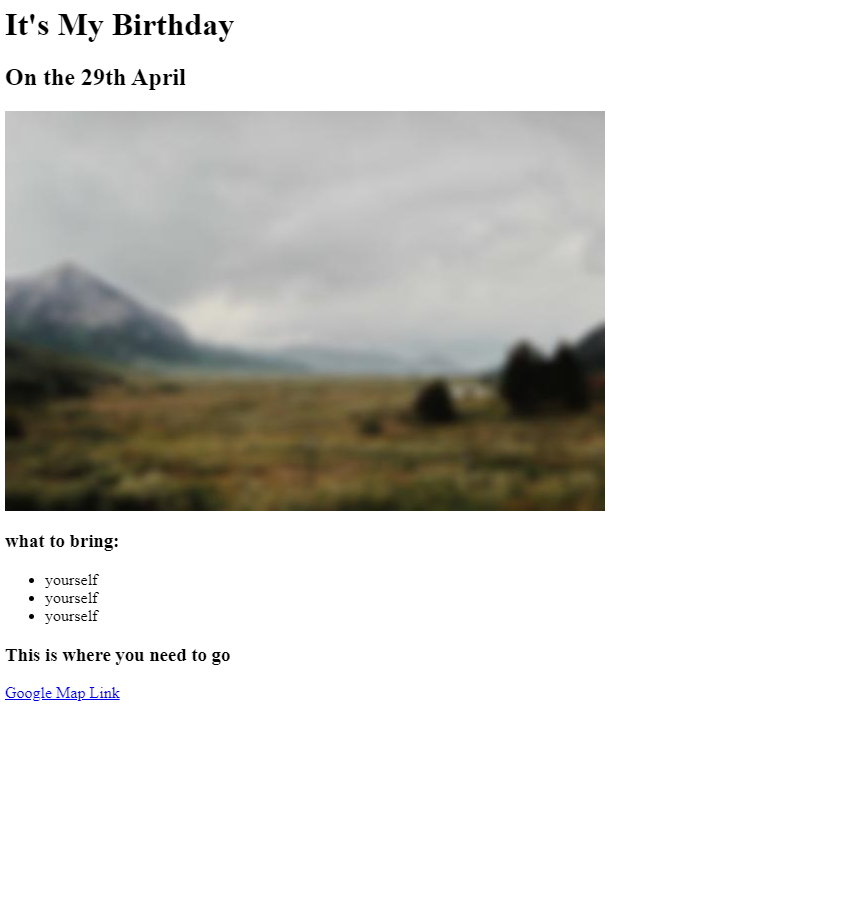 It's My Birthday
On the 29th April
what to bring:
yourself
yourself
yourself
This is where you need to go
Google Map Link